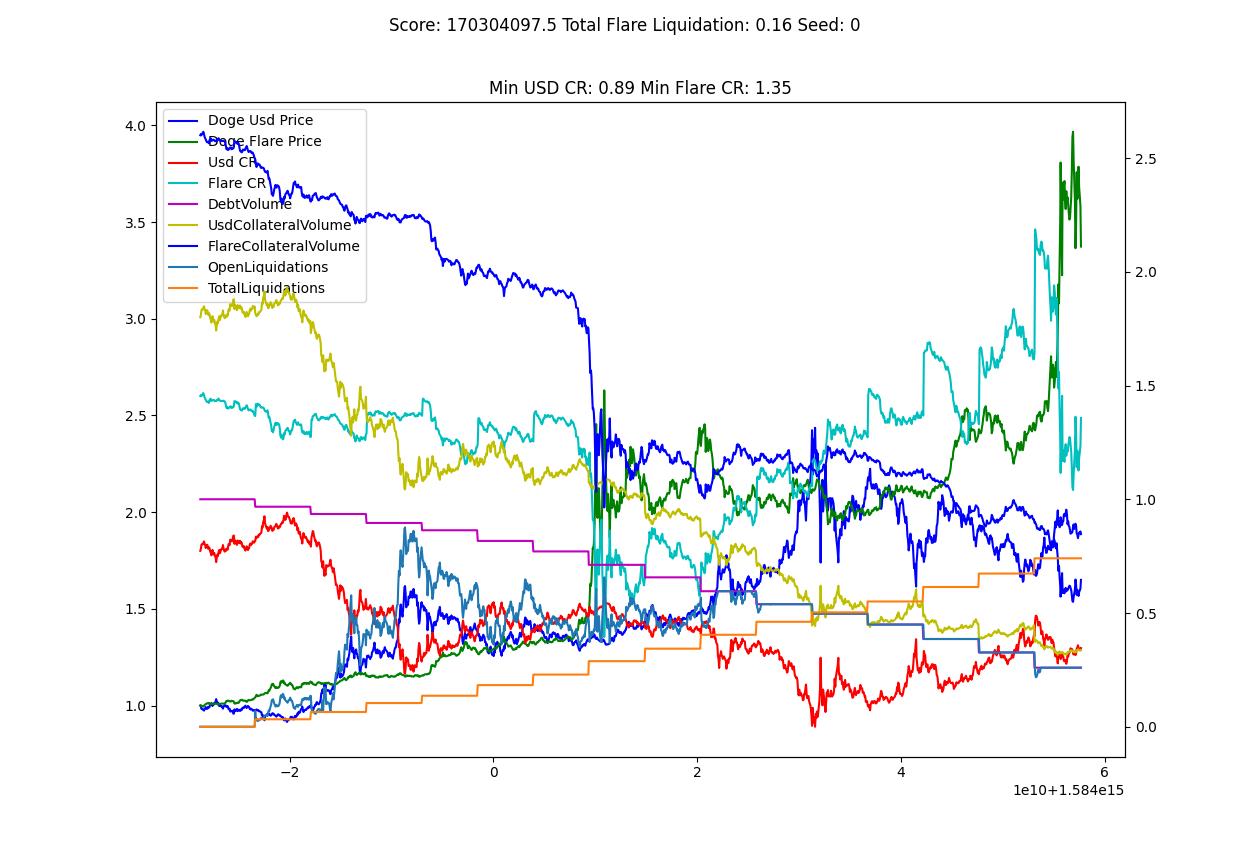 Score: 170304097.5 Total Flare Liquidation: 0.16 Seed: 0
Min USD CR: 0.89 Min Flare CR: 1.35
Doge Usd Price
Doge Flare Price
Usd CR
Flare CR
DebtVolume
UsdCollateralVolume
FlareCollateralVolume
OpenLiquidations
TotalLiquidations
4.0
3.5
3.0
2.5
2.0
1.5
1.0
2.5
2.0
1.5
1.0
0.5
0.0
−2 0 2 4 6
1e10+1.584e15